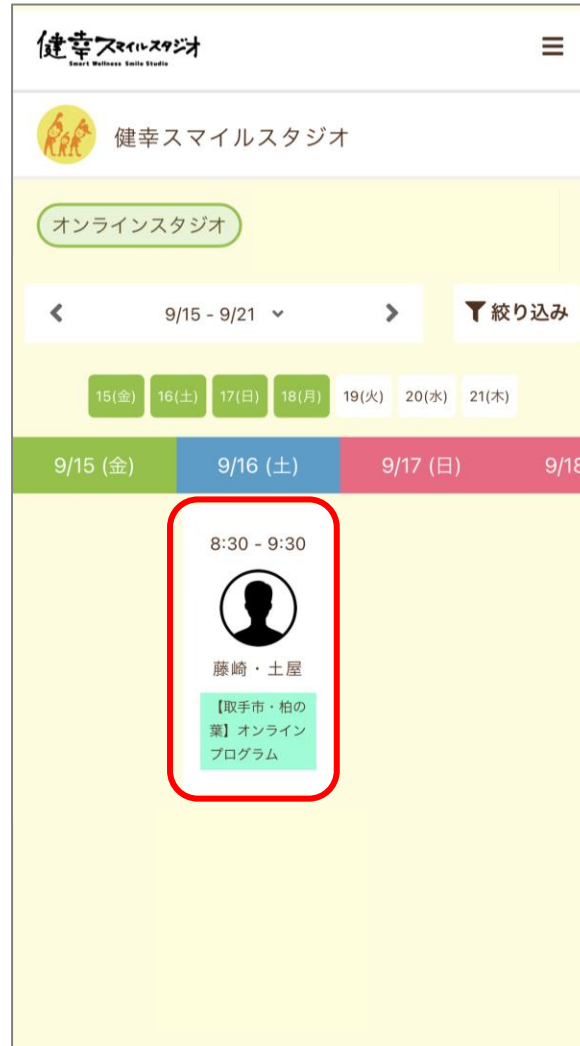 健幸スマイルスタジオ
Smart Wellness Smile Studio
健幸スマイルスタジオ
オンラインスタジオ
9/15 - 9/21
絞り込み
15(金) 16(土) 17(日) 18(月) 19(火) 20(水) 21(木)
9/15 (金) 9/16 (土) 9/17 (日) 9/18
8:30 - 9:30
藤崎・土屋
【取手市・柏の
葉】オンライン
プログラム